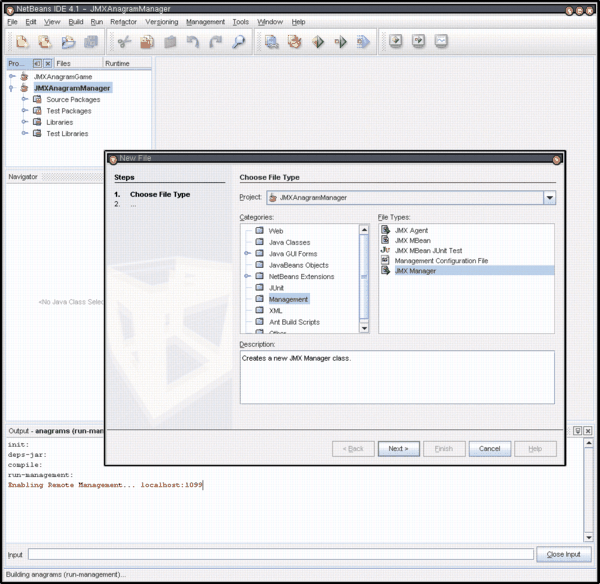 NetBeans IDE 4.1 - JMXAnagramManager
File Edit View Build Run Refactor Versioning Management Tools Window Help
Pro... Files Runtime
JMXAnagramGame
JMXAnagramManager
Source Packages
Test Packages
Libraries
Test Libraries
Navigator
<No Java Class Selec
New File
Steps
1. Choose File Type
2. ...
Choose File Type
Project: JMXAnagramManager
Categories:
Web
Java Classes
Java GUI Forms
JavaBeans Objects
NetBeans Extensions
JUnit
Management
XML
Ant Build Scripts
Other
File Types:
JMX Agent
JMX MBean
JMX MBean JUnit Test
Management Configuration File
JMX Manager
Description:
Creates a new JMX Manager class.
< Back Next > Finish Cancel Help
Output - anagrams (run-man
init:
deps-jar:
compile:
run-management:
Enabling Remote Management... localhost:1099
Input Close Input
Building anagrams (run-management)...